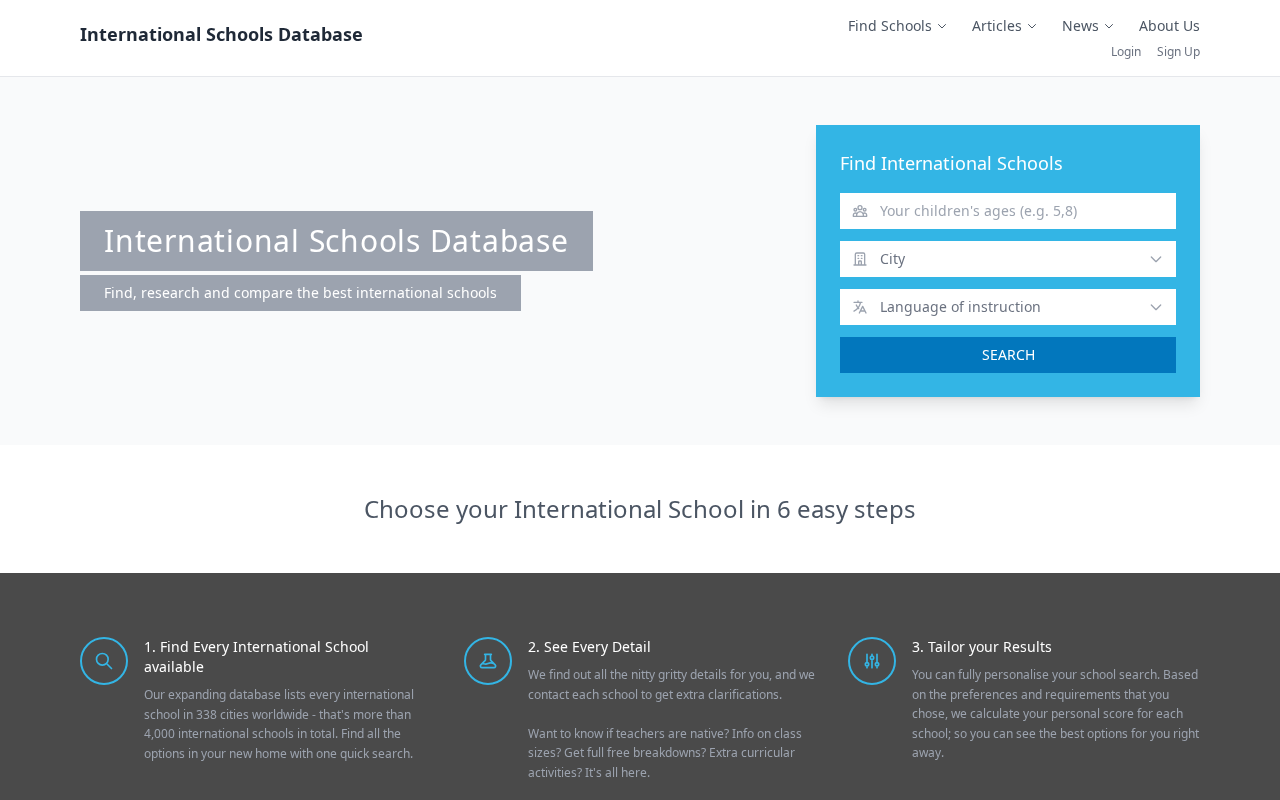 International Schools Database
Find Schools
Articles
News
About Us
Login
Sign Up
International Schools Database
Find, research and compare the best international schools
Find International Schools
Your children's ages (e.g. 5,8)
City
Language of instruction
SEARCH
Choose your International School in 6 easy steps
1. Find Every International School
available
Our expanding database lists every international
school in 338 cities worldwide - that's more than
4,000 international schools in total. Find all the
options in your new home with one quick search.
2. See Every Detail
We find out all the nitty gritty details for you, and we
contact each school to get extra clarifications.
Want to know if teachers are native? Info on class
sizes? Get full free breakdowns? Extra curricular
activities? It's all here.
3. Tailor your Results
You can fully personalise your school search. Based
on the preferences and requirements that you
chose, we calculate your personal score for each
school; so you can see the best options for you right
away.